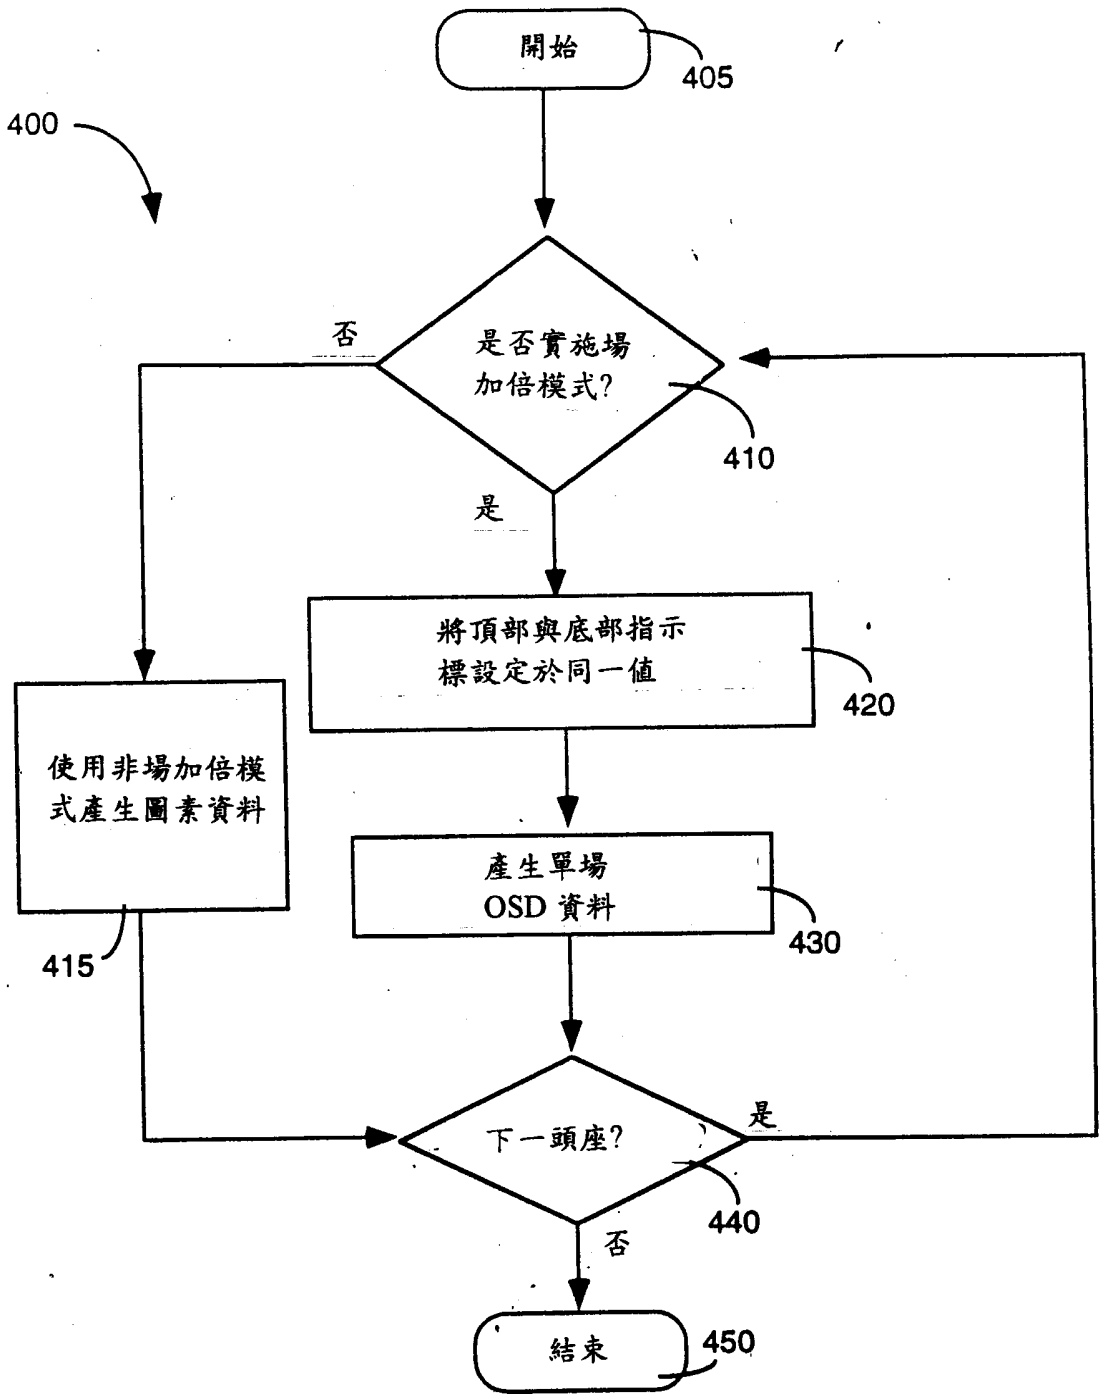 開始
405
400
否
是否實施場
加倍模式?
410
是
將頂部與底部指示
標設定於同一值
420
使用非場加倍模
式產生圖素資料
415
產生單場
OSD 資料
430
下一頭座?
是
440
否
結束
450